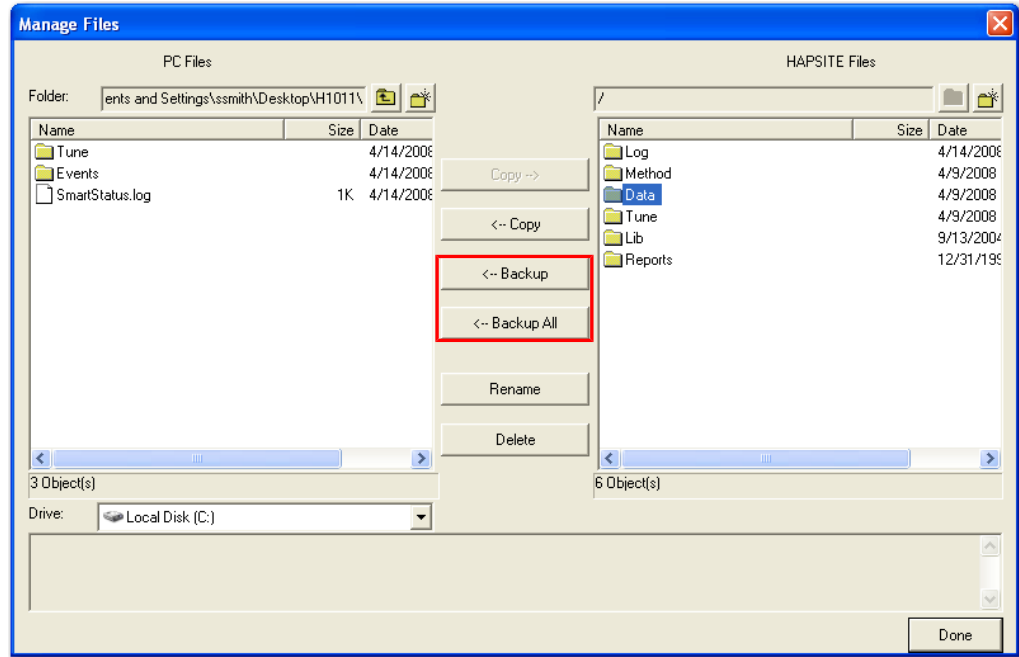 Manage Files
PC Files
HAPSITE Files
Folder: ents and Settings\ssmith\Desktop\H1011\
/
Name Size Date
Tune 4/14/2008
Events 4/14/2008
SmartStatus.log 1K 4/14/2008
3 Object(s)
Drive: Local Disk (C:)
Copy -->
<-- Copy
<-- Backup
<-- Backup All
Rename
Delete
Name Size Date
Log 4/14/2008
Method 4/9/2008
Data 4/9/2008
Tune 4/9/2008
Lib 9/13/2004
Reports 12/31/199
6 Object(s)
Done